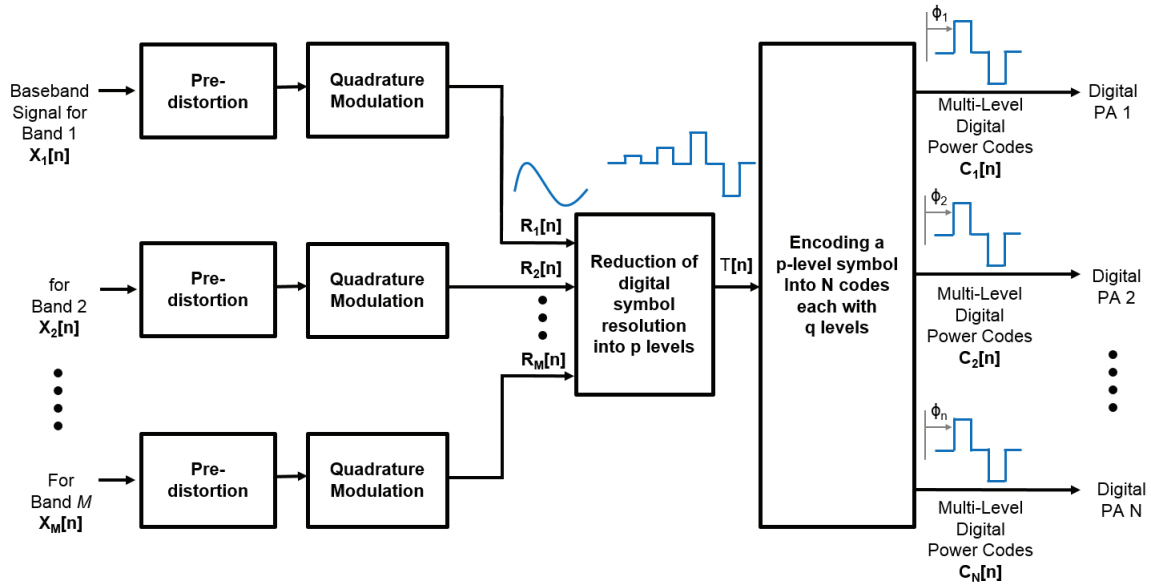 Baseband
Signal for
Band 1
X1[n]
Pre-
distortion
Quadrature
Modulation
for
Band 2
X2[n]
Pre-
distortion
Quadrature
Modulation
For
Band M
XM[n]
Pre-
distortion
Quadrature
Modulation
R1[n]
R2[n]
RM[n]
Reduction of
digital
symbol
resolution
into p levels
T[n]
Encoding a
p-level symbol
Into N codes
each with
q levels
ϕ1
Multi-Level
Digital
Power Codes
C1[n]
Digital
PA 1
ϕ2
Multi-Level
Digital
Power Codes
C2[n]
Digital
PA 2
ϕn
Multi-Level
Digital
Power Codes
CN[n]
Digital
PA N